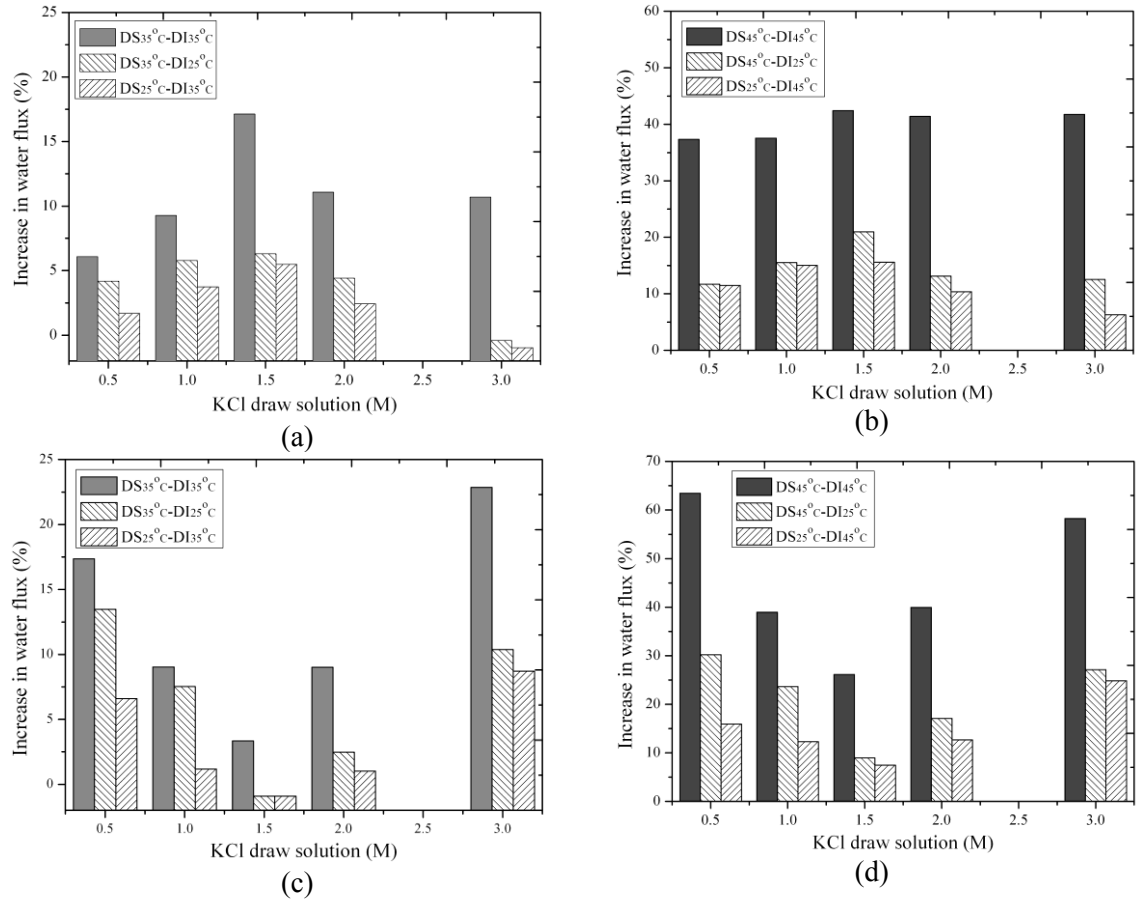 25
20
15
10
5
0
Increase in water flux (%)
DS35°C-DI35°C
DS35°C-DI25°C
DS25°C-DI35°C
0.5 1.0 1.5 2.0 2.5 3.0
KCl draw solution (M)
(a)
60
50
40
30
20
10
0
Increase in water flux (%)
DS45°C-DI45°C
DS45°C-DI25°C
DS25°C-DI45°C
0.5 1.0 1.5 2.0 2.5 3.0
KCl draw solution (M)
(b)
25
20
15
10
5
0
Increase in water flux (%)
DS35°C-DI35°C
DS35°C-DI25°C
DS25°C-DI35°C
0.5 1.0 1.5 2.0 2.5 3.0
KCl draw solution (M)
(c)
70
60
50
40
30
20
10
0
Increase in water flux (%)
DS45°C-DI45°C
DS45°C-DI25°C
DS25°C-DI45°C
0.5 1.0 1.5 2.0 2.5 3.0
KCl draw solution (M)
(d)